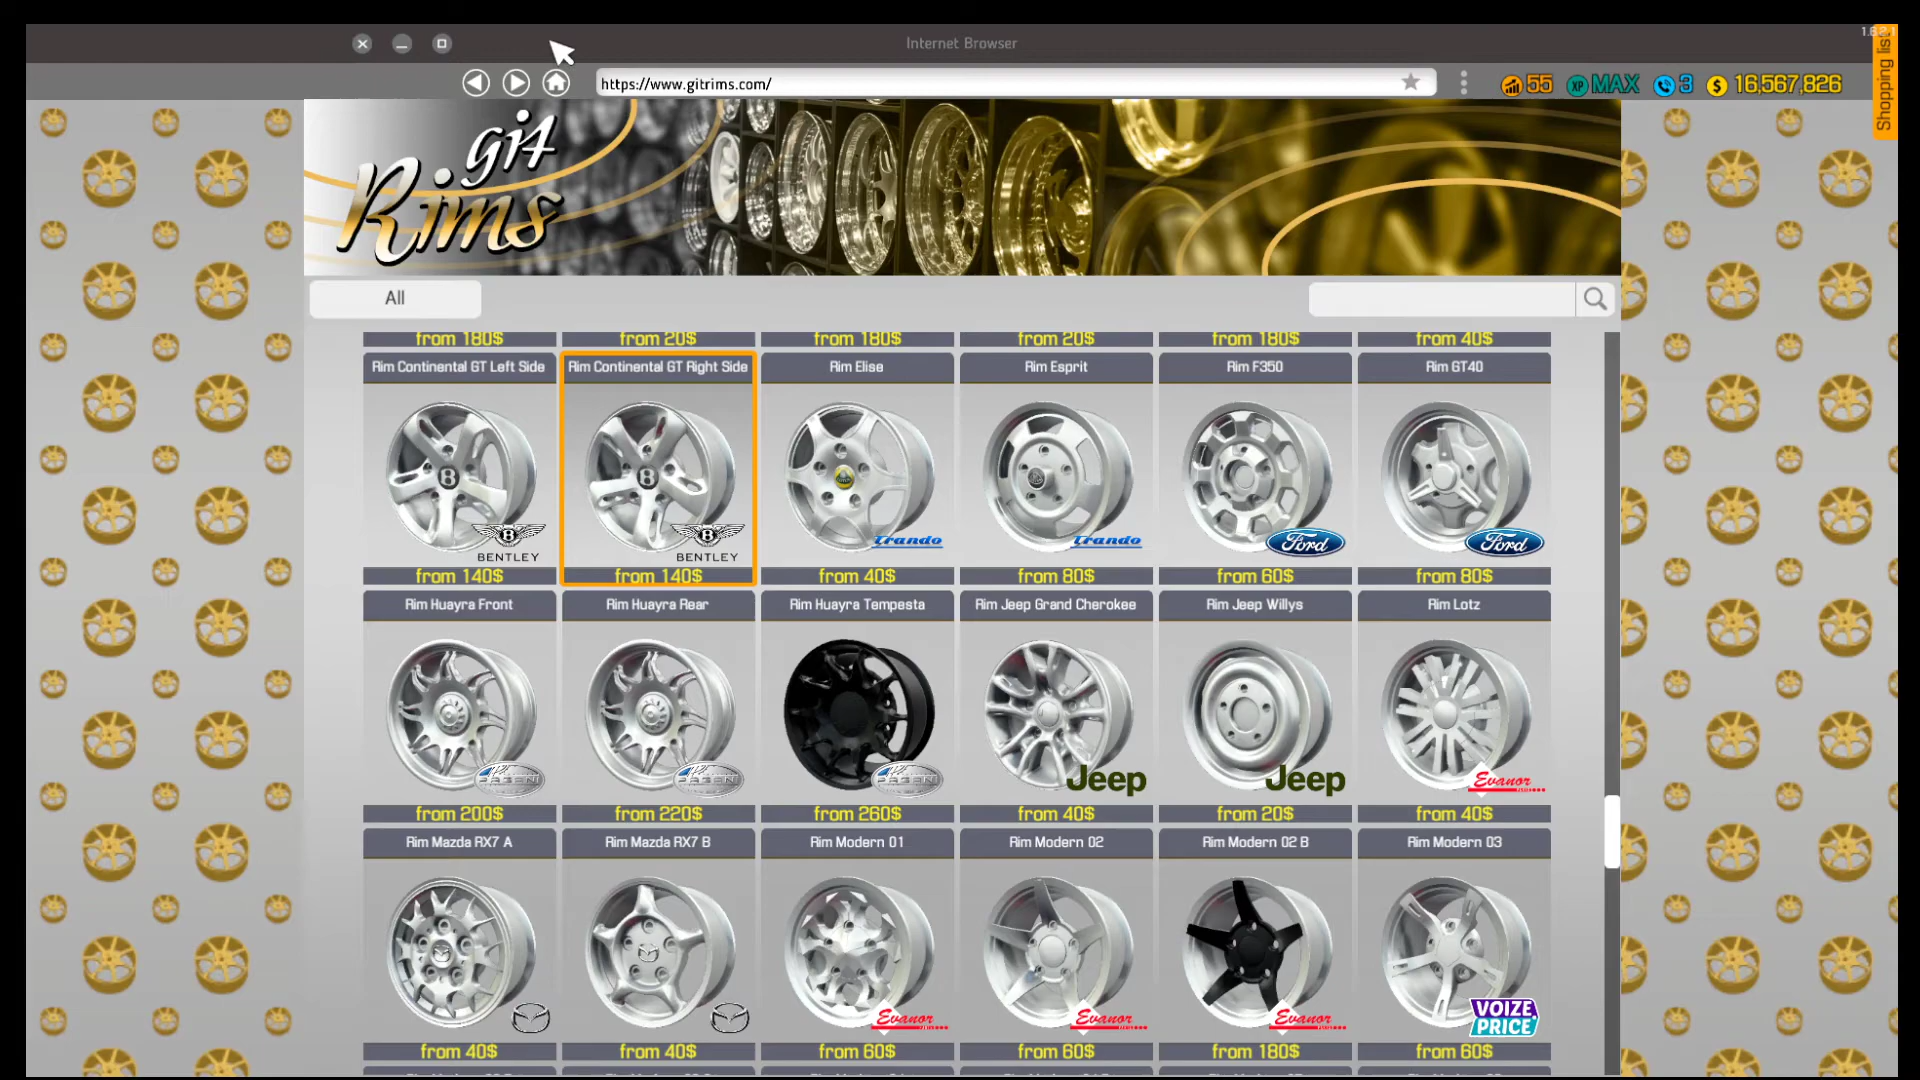 Internet Browser
1.6.2.1
https://www.gitrims.com/
55 XP MAX 3 $ 16,567,826
Shopping list
git
Rims
All
from 180$ from 20$ from 180$ from 20$ from 180$ from 40$
Rim Continental GT Left Side Rim Continental GT Right Side Rim Elise Rim Esprit Rim F350 Rim GT40
B B
BENTLEY BENTLEY Trando Trando Ford Ford
from 140$ from 140$ from 40$ from 80$ from 60$ from 80$
Rim Huayra Front Rim Huayra Rear Rim Huayra Tempesta Rim Jeep Grand Cherokee Rim Jeep Willys Rim Lotz
Jeep Jeep Evanor
from 200$ from 220$ from 260$ from 40$ from 20$ from 40$
Rim Mazda RX7 A Rim Mazda RX7 B Rim Modern 01 Rim Modern 02 Rim Modern 02 B Rim Modern 03
Evanor Evanor Evanor VOIZE
PRICE
from 40$ from 40$ from 60$ from 60$ from 180$ from 60$